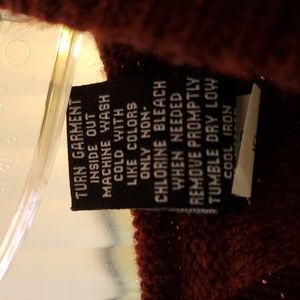 TURN GARMENT
INSIDE OUT
MACHINE WASH
COLD WITH
LIKE COLORS
ONLY NON-
CHLORINE BLEACH
WHEN NEEDED
REMOVE PROMPTLY
TUMBLE DRY LOW
COOL IRON